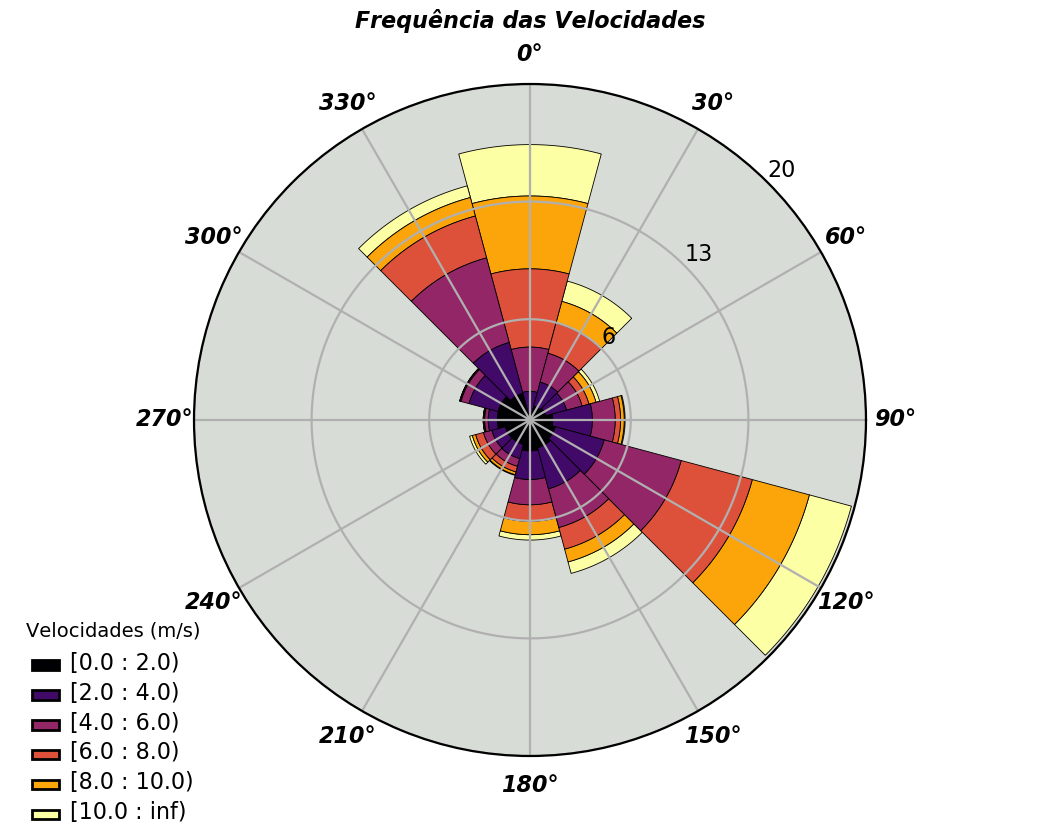 Frequência das Velocidades
0°
330°
30°
20
300°
60°
13
6
270°
90°
240°
120°
210°
150°
180°
Velocidades (m/s)
[0.0 : 2.0)
[2.0 : 4.0)
[4.0 : 6.0)
[6.0 : 8.0)
[8.0 : 10.0)
[10.0 : inf)